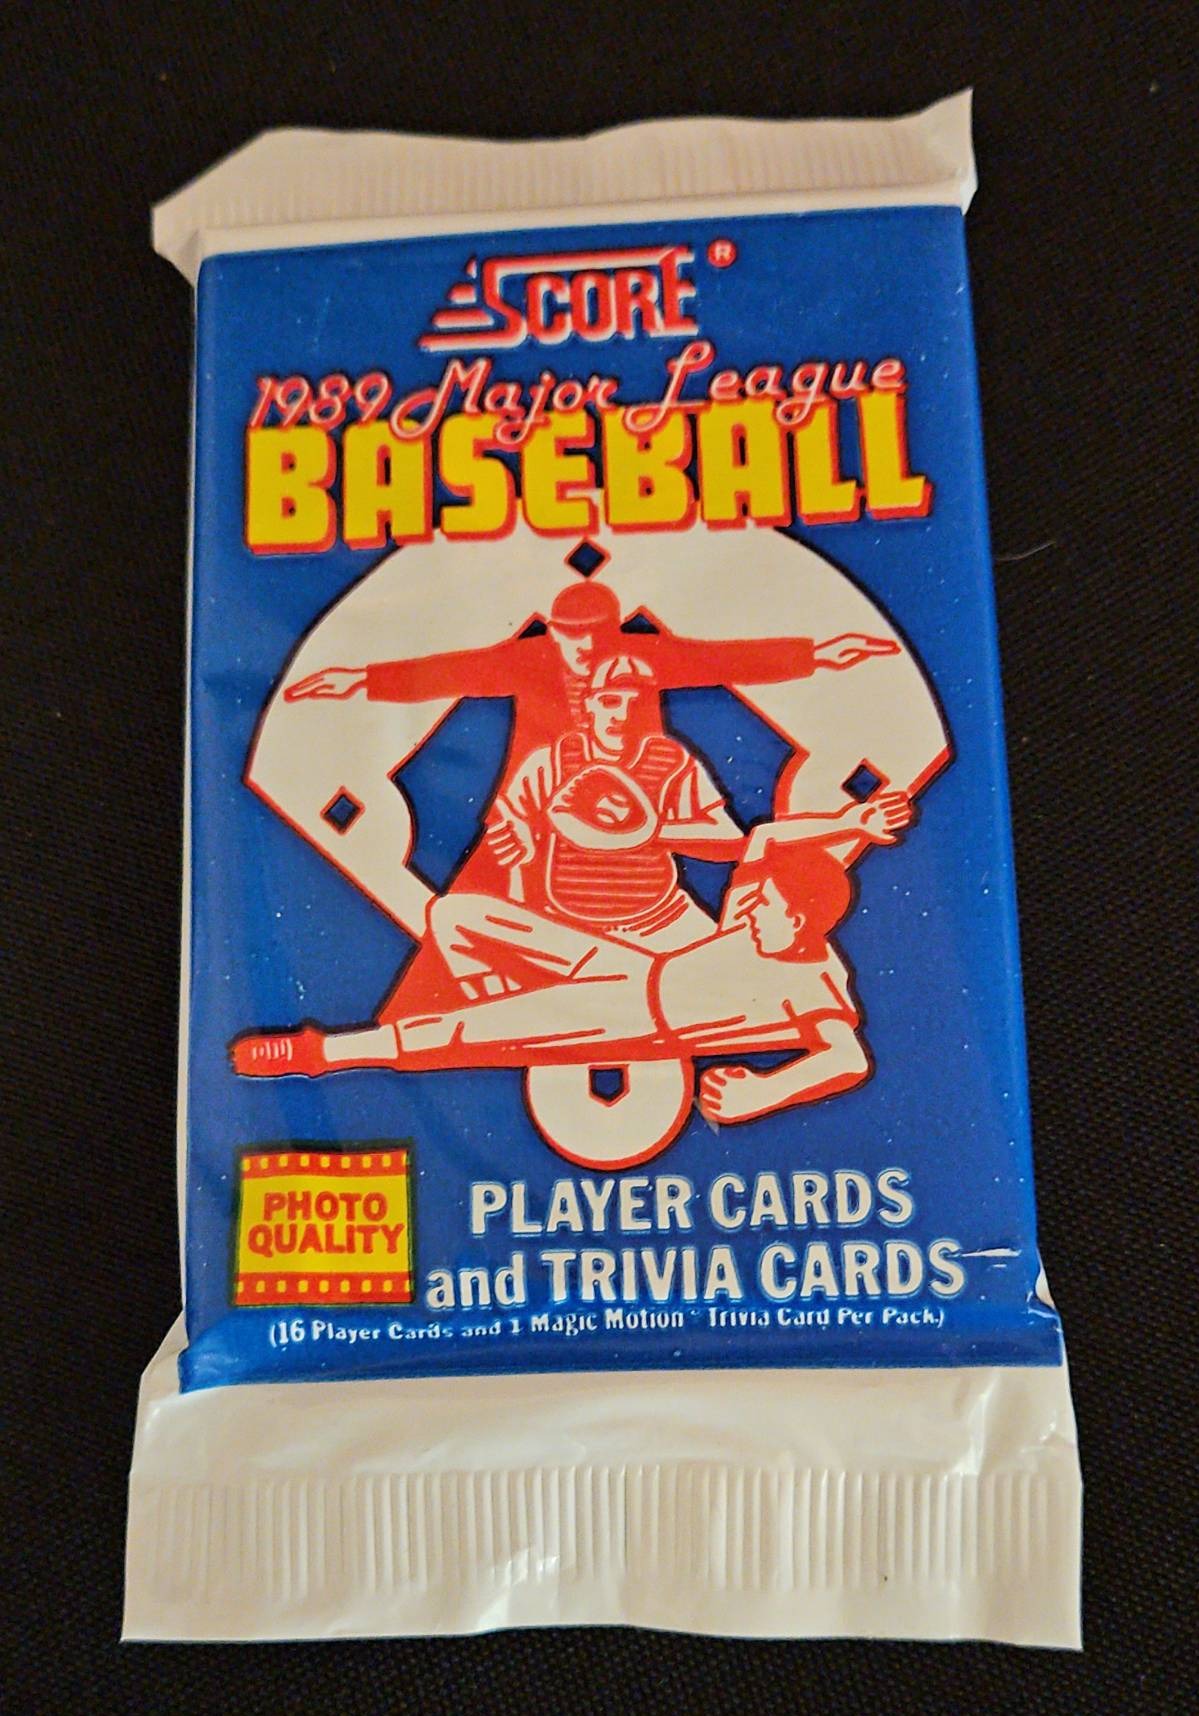 SCORE®
1989 Major League
BASEBALL
PHOTO
QUALITY
PLAYER CARDS
and TRIVIA CARDS
(16 Player Cards and 1 Magic Motion Trivia Card Per Pack.)